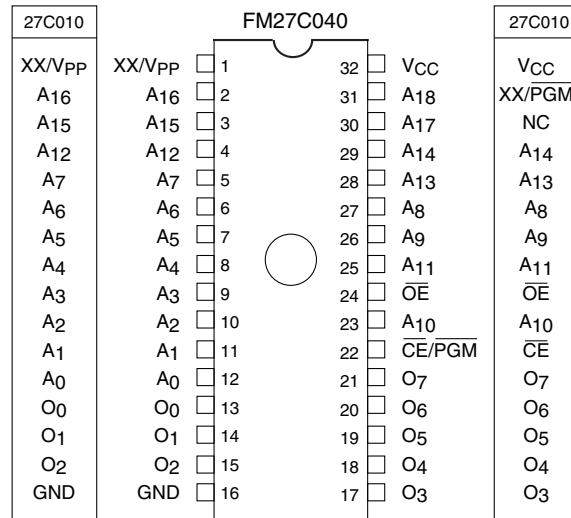 27C010 FM27C040 27C010
XX/VPP XX/VPP 1 32 VCC VCC
A16 A16 2 31 A18 XX/PGM
A15 A15 3 30 A17 NC
A12 A12 4 29 A14 A14
A7 A7 5 28 A13 A13
A6 A6 6 27 A8 A8
A5 A5 7 26 A9 A9
A4 A4 8 25 A11 A11
A3 A3 9 24 OE OE
A2 A2 10 23 A10 A10
A1 A1 11 22 CE/PGM CE
A0 A0 12 21 O7 O7
O0 O0 13 20 O6 O6
O1 O1 14 19 O5 O5
O2 O2 15 18 O4 O4
GND GND 16 17 O3 O3